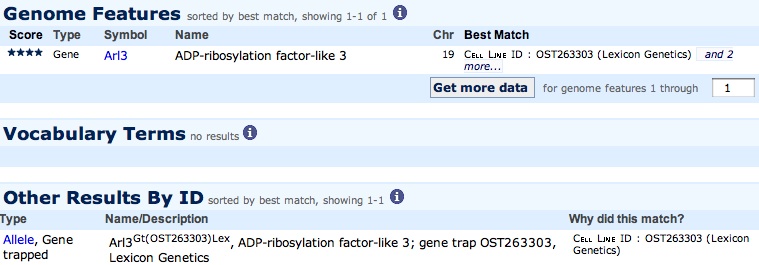 Genome Features sorted by best match, showing 1-1 of 1 i
Score Type Symbol Name Chr Best Match
★★★★ Gene Arl3 ADP-ribosylation factor-like 3 19 Cell Line ID : OST263303 (Lexicon Genetics) and 2
more...
Get more data for genome features 1 through 1
Vocabulary Terms no results i
Other Results By ID sorted by best match, showing 1-1 i
Type Name/Description Why did this match?
Allele, Gene Arl3Gt(OST263303)Lex, ADP-ribosylation factor-like 3; gene trap OST263303, Cell Line ID : OST263303 (Lexicon
trapped Lexicon Genetics Genetics)